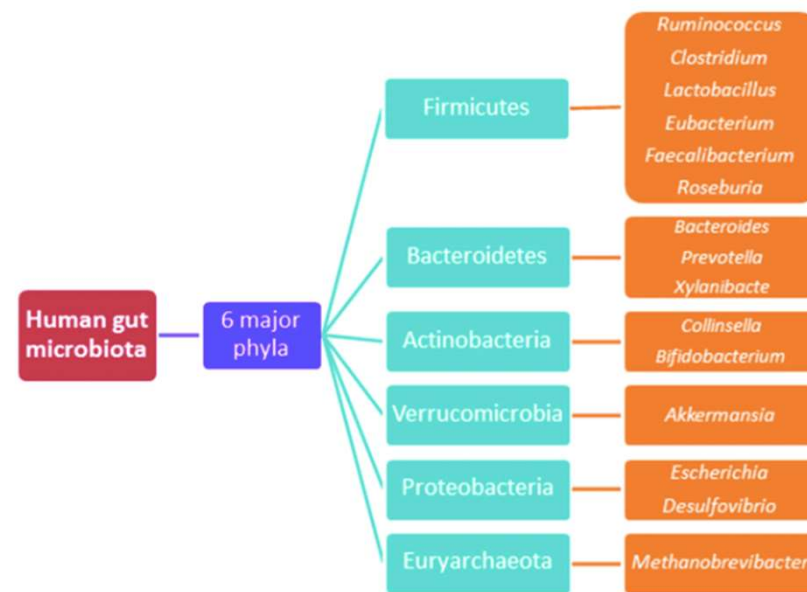 Human gut
microbiota
6 major
phyla
Firmicutes
Ruminococcus
Clostridium
Lactobacillus
Eubacterium
Faecalibacterium
Roseburia
Bacteroidetes
Bacteroides
Prevotella
Xylanibacte
Actinobacteria
Collinsella
Bifidobacterium
Verrucomicrobia
Akkermansia
Proteobacteria
Escherichia
Desulfovibrio
Euryarchaeota
Methanobrevibacter